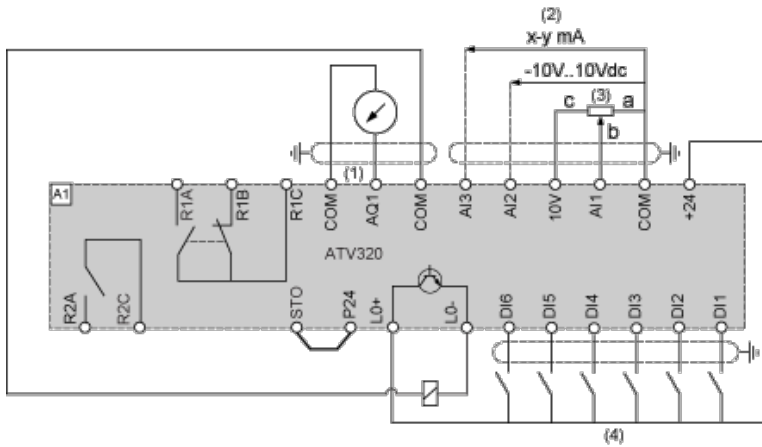 (2)
x-y mA
-10V..10Vdc
c (3) a
b
(1)
A1
R1A R1B R1C COM AQ1 COM AI3 AI2 10V AI1 COM +24
ATV320
R2A R2C STO P24 L0+ L0- DI6 DI5 DI4 DI3 DI2 DI1
(4)